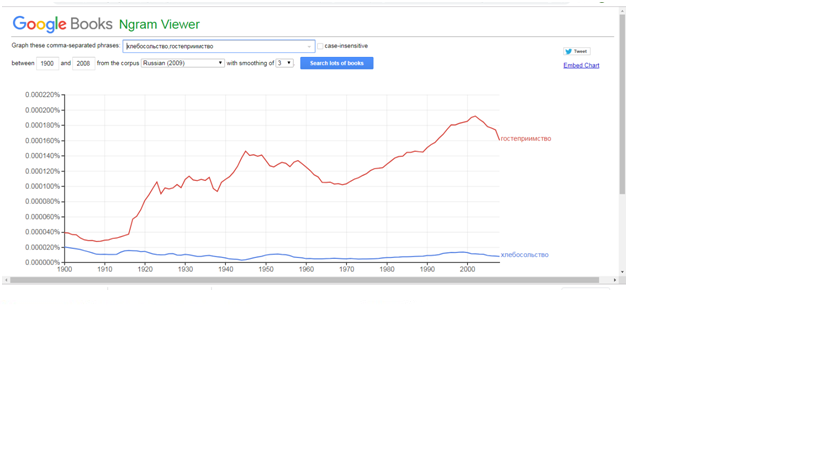 Google Books Ngram Viewer
Graph these comma-separated phrases: хлебосольство,гостеприимство case-insensitive
between 1900 and 2008 from the corpus Russian (2009) with smoothing of 3 Search lots of books
Tweet
Embed Chart
0.000220%
0.000200%
0.000180%
0.000160%
0.000140%
0.000120%
0.000100%
0.000080%
0.000060%
0.000040%
0.000020%
0.000000%
гостеприимство
хлебосольство
1900 1910 1920 1930 1940 1950 1960 1970 1980 1990 2000